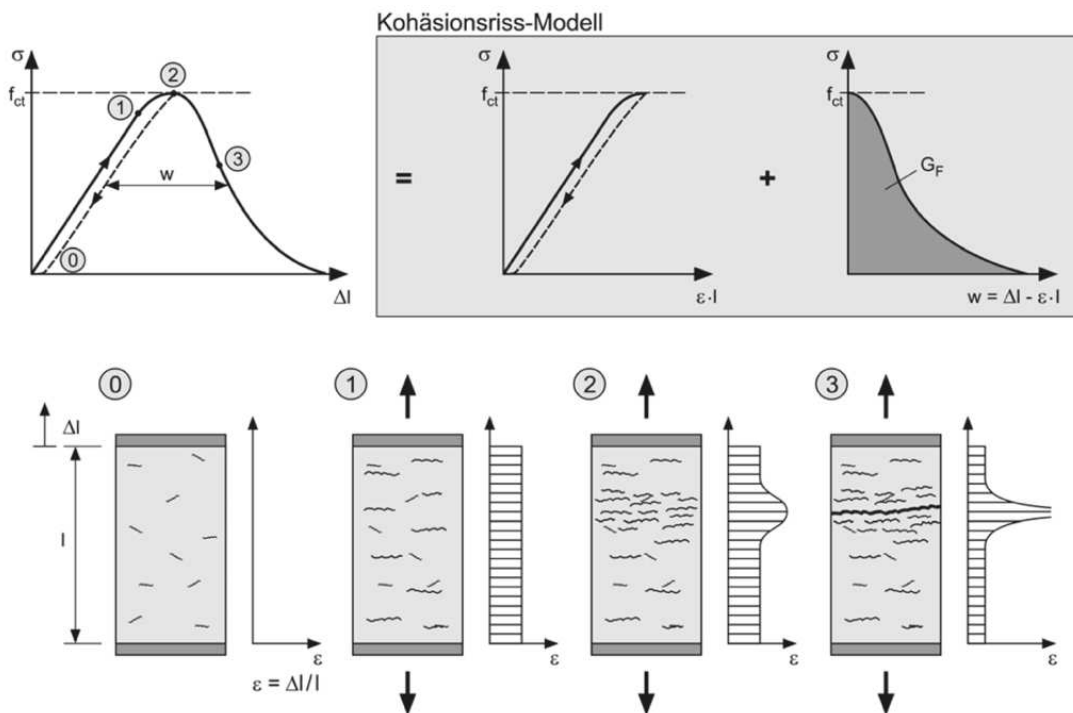 Kohäsionsriss-Modell
σ
f_ct
1
2
3
w
0
Δl
=
σ
f_ct
ε·l
+
σ
f_ct
G_F
w = Δl - ε·l
0
Δl
l
ε
ε = Δl/l
1
ε
2
ε
3
ε